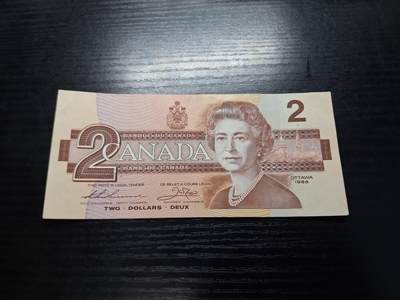 2
BANQUE DU CANADA
2 CANADA
BANK OF CANADA
THIS NOTE IS LEGAL TENDER
CE BILLET A COURS LÉGAL
OTTAWA
1986
TWO · DOLLARS · DEUX